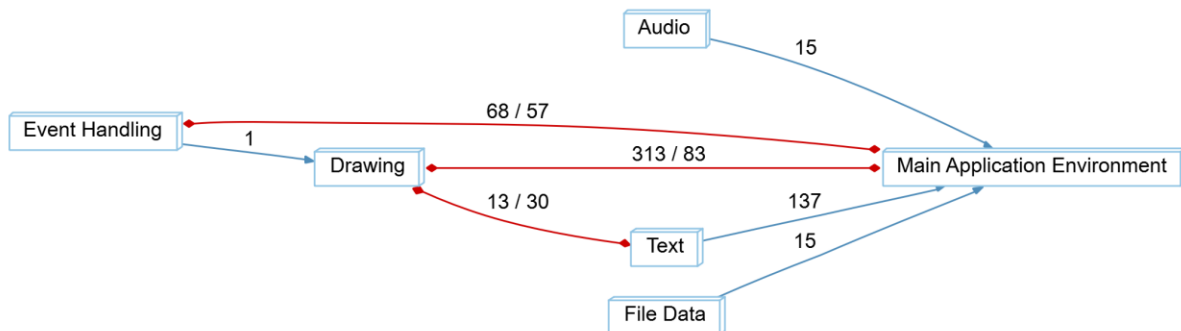 Audio
15
68 / 57
Event Handling
1
313 / 83
Drawing
Main Application Environment
13 / 30
137
Text
15
File Data